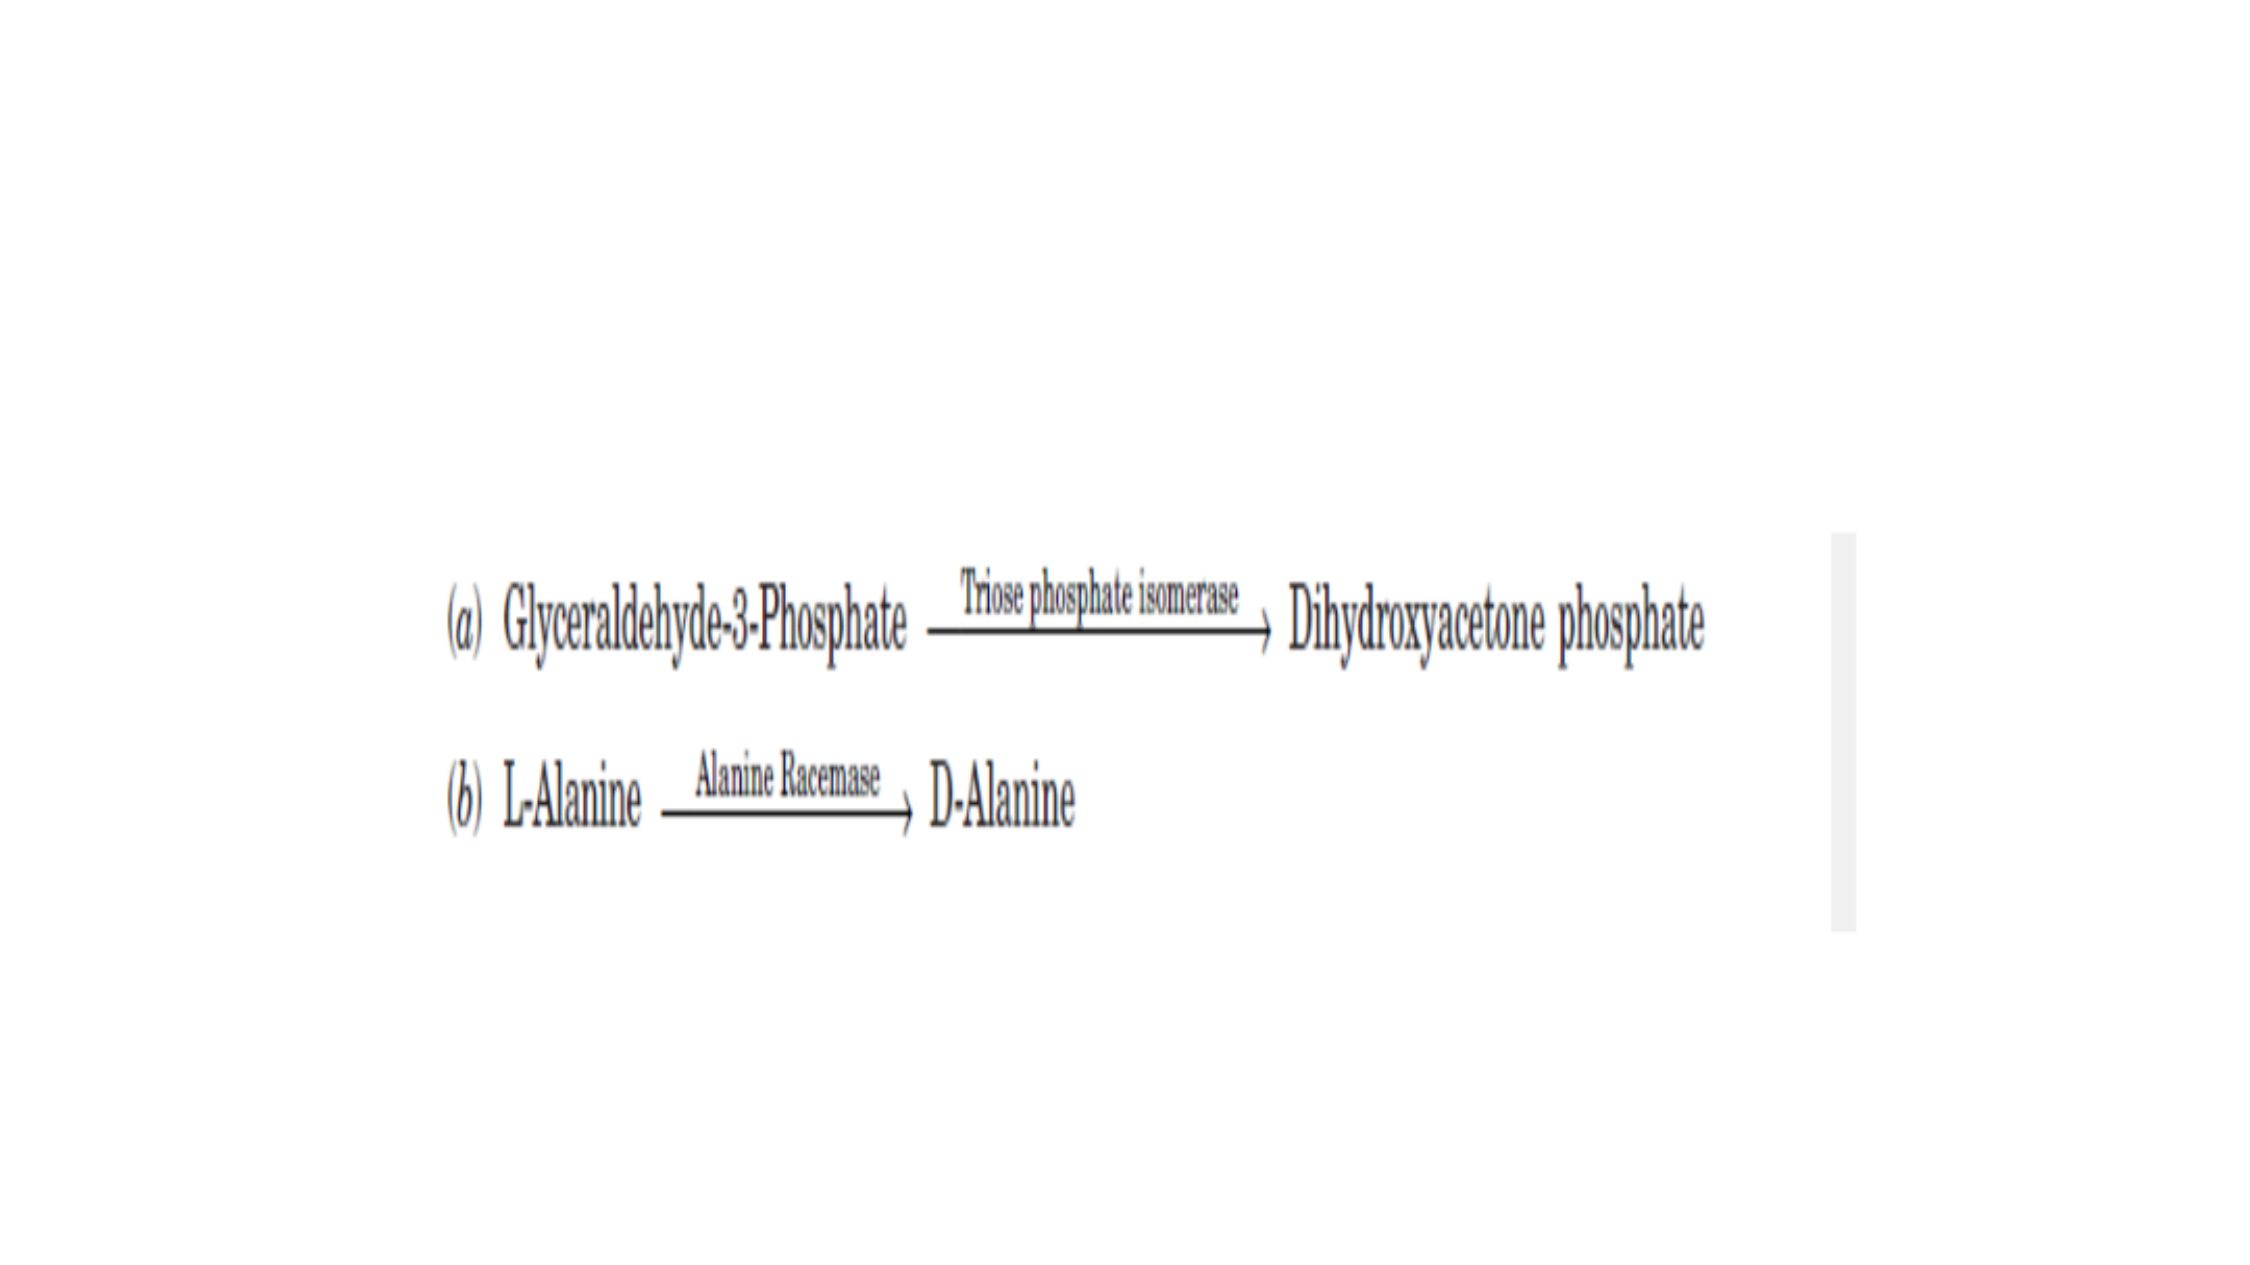 (a) Glyceraldehyde-3-Phosphate Triose phosphate isomerase → Dihydroxyacetone phosphate
(b) L-Alanine Alanine Racemase → D-Alanine